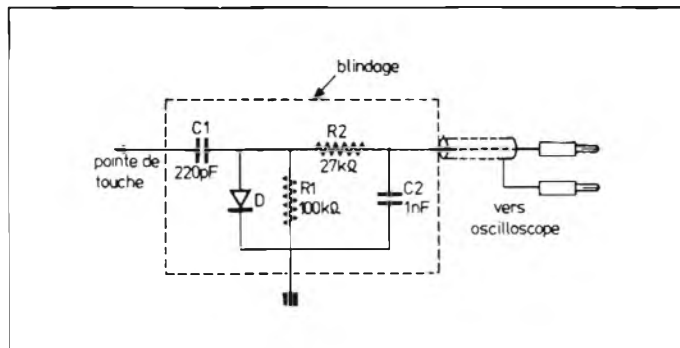 blindage
C1
R2
pointe de
touche
220pF
27kΩ
D
R1
100kΩ
C2
1nF
vers
oscilloscope